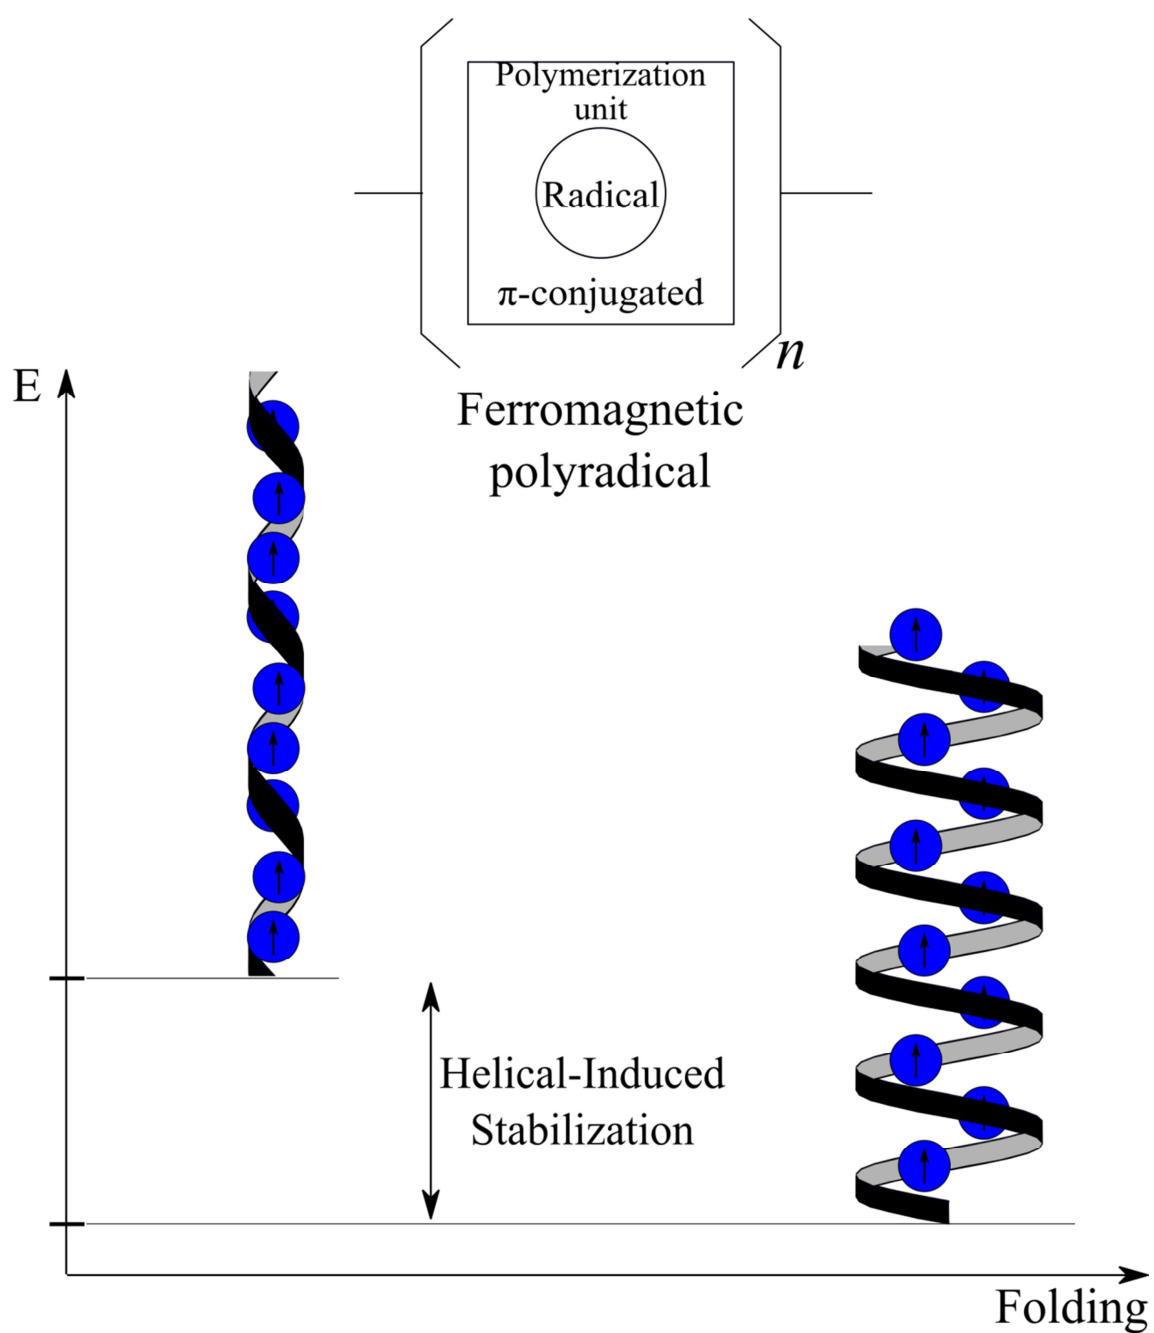 Polymerization
unit
Radical
π-conjugated
n
E
Ferromagnetic
polyradical
Helical-Induced
Stabilization
Folding